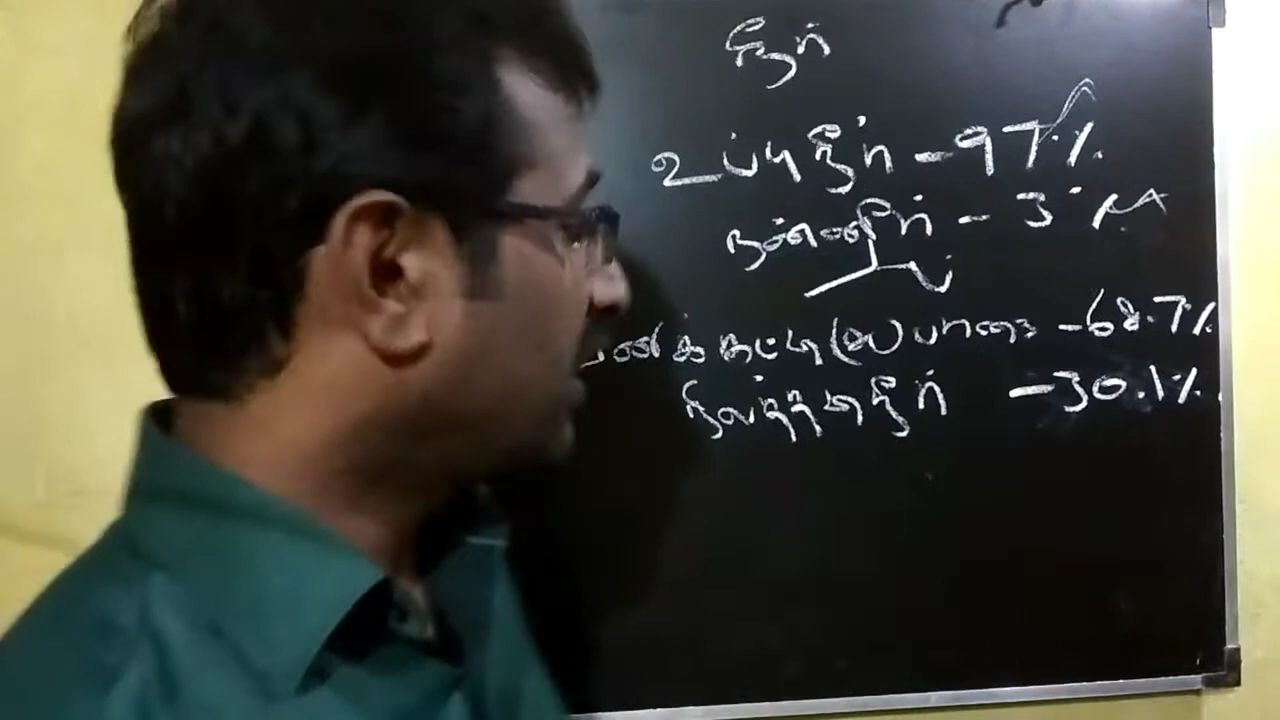 நீர்
உப்பு நீர் - 97%
நன்னீர் - 3%
பனிக்கட்டி - 68.7%
நிலத்தடி நீர் - 30.1%